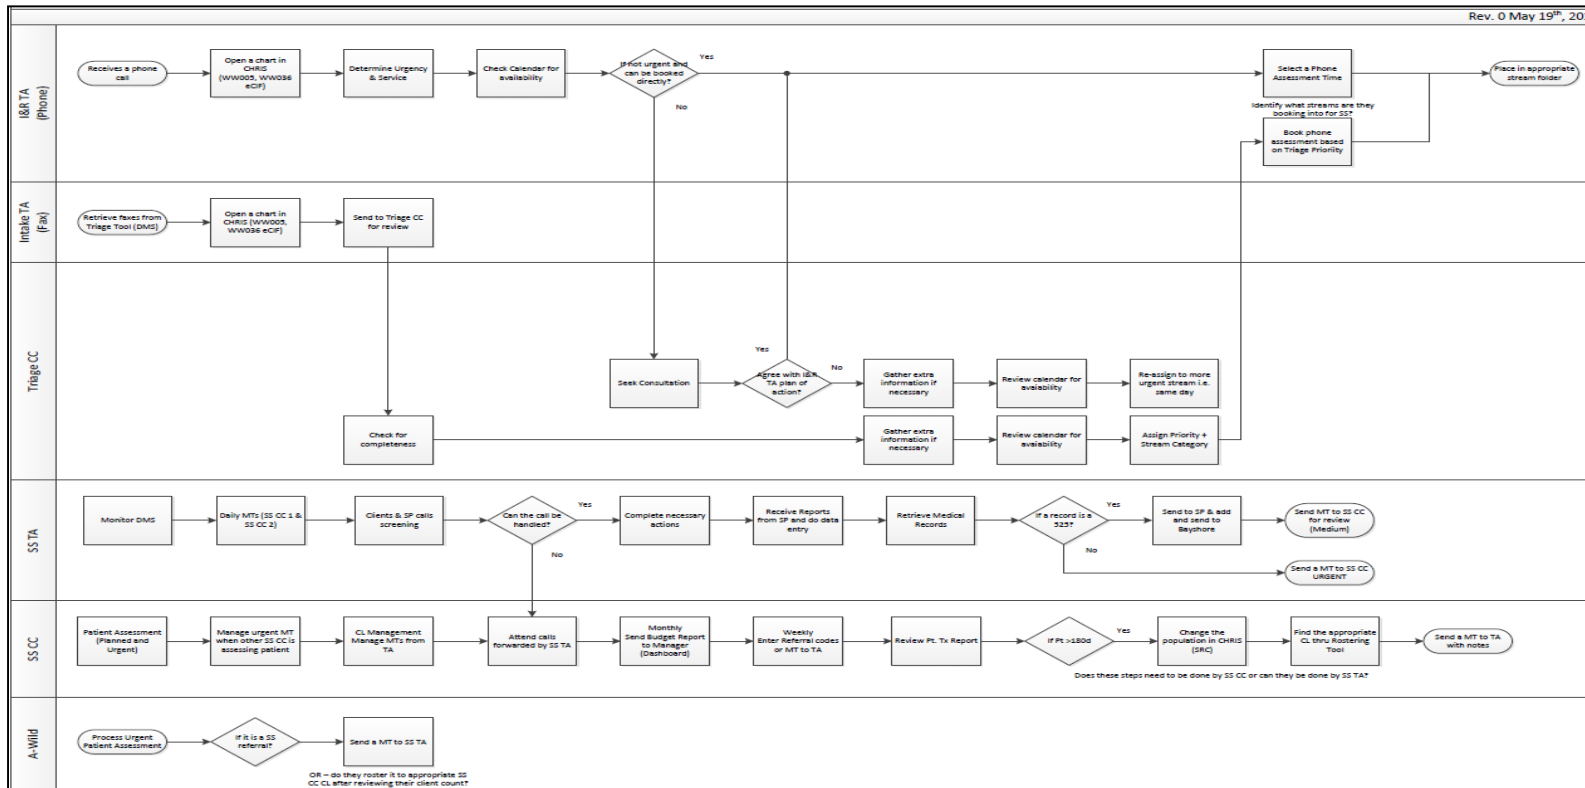 Rev. 0 May 19th, 20
I&R TA
(Phone)
Receives a phone
call
Open a chart in
CHRIS
(WW005, WW036
eCIF)
Determine Urgency
& Service
Check Calendar for
availability
If not urgent and
can be booked
directly?
Yes
No
Select a Phone
Assessment Time
Identify what streams are they
booking into for SS?
Book phone
assessment based
on Triage Priority
Place in appropriate
stream folder
Intake TA
(Fax)
Retrieve faxes from
Triage Tool (DMS)
Open a chart in
CHRIS (WW005,
WW036 eCIF)
Send to Triage CC
for review
Triage CC
Seek Consultation
Yes
Agree with I&R
TA plan of
action?
No
Gather extra
information if
necessary
Review calendar for
avaiability
Re-assign to more
urgent stream i.e.
same day
Check for
completeness
Gather extra
information if
necessary
Review calendar for
avaiability
Assign Priority +
Stream Category
SS TA
Monitor DMS
Daily MTs (SS CC 1 &
SS CC 2)
Clients & SP calls
screening
Can the call be
handled?
Yes
No
Complete necessary
actions
Receive Reports
from SP and do data
entry
Retrieve Medical
Records
If a record is a
525?
Yes
No
Send to SP & add
and send to
Bayshore
Send MT to SS CC
for review
(Medium)
Send a MT to SS CC
URGENT
SS CC
Patient Assessment
(Planned and
Urgent)
Manage urgent MT
when other SS CC is
assessing patient
CL Management
Manage MTs from
TA
Attend calls
forwarded by SS TA
Monthly
Send Budget Report
to Manager
(Dashboard)
Weekly
Enter Referral codes
or MT to TA
Review Pt. Tx Report
If Pt >180d
Yes
Change the
population in CHRIS
(SRC)
Find the appropriate
CL thru Rostering
Tool
Send a MT to TA
with notes
Does these steps need to be done by SS CC or can they be done by SS TA?
A-Wild
Process Urgent
Patient Assessment
If it is a SS
referral?
Send a MT to SS TA
OR – do they roster it to appropriate SS
CC CL after reviewing their client count?